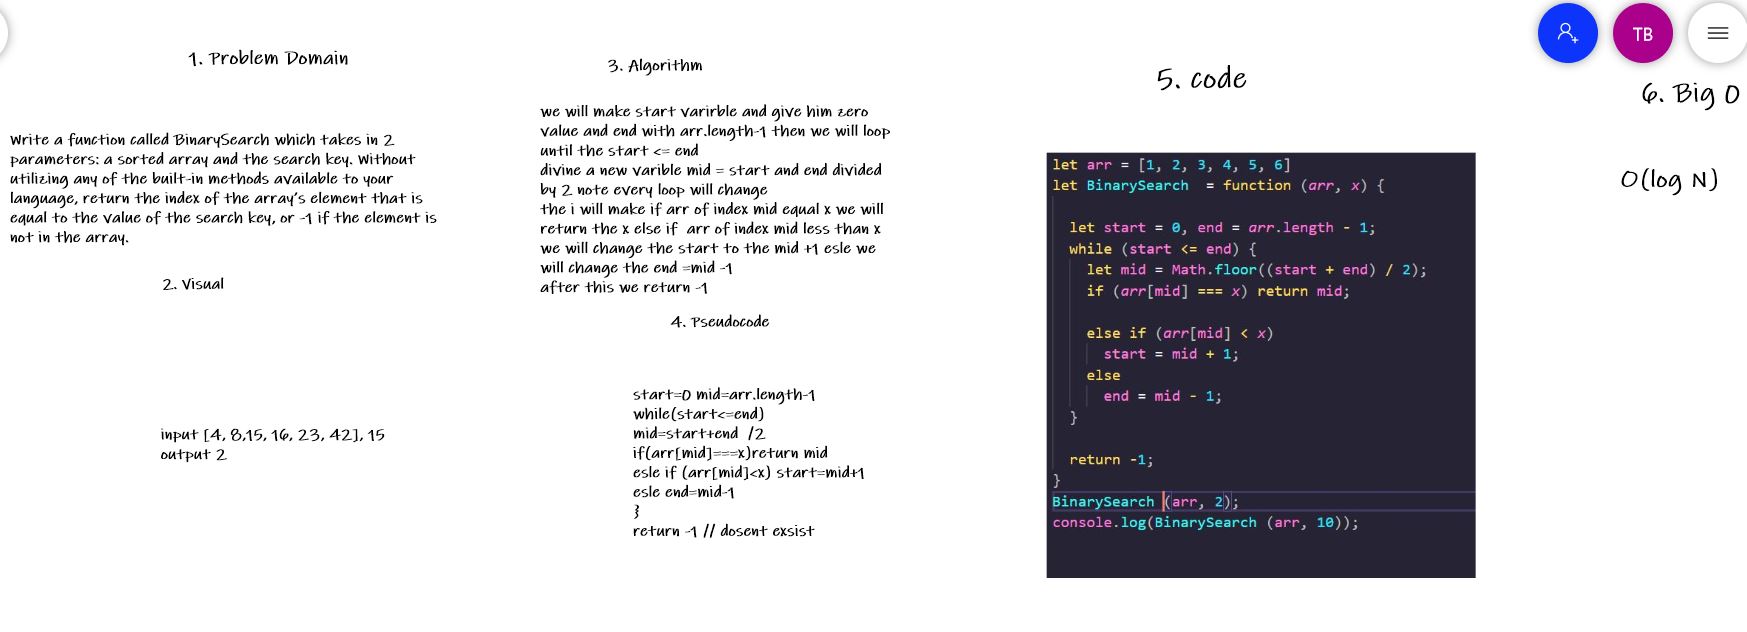 1. Problem Domain
Write a function called BinarySearch which takes in 2
parameters: a sorted array and the search key. Without
utilizing any of the built-in methods available to your
language, return the index of the array's element that is
equal to the value of the search key, or -1 if the element is
not in the array.
2. Visual
input [4, 8,15, 16, 23, 42], 15
output 2
3. Algorithm
we will make start varirble and give him zero
value and end with arr.length-1 then we will loop
until the start <= end
divine a new varible mid = start and end divided
by 2 note every loop will change
the i will make if arr of index mid equal x we will
return the x else if arr of index mid less than x
we will change the start to the mid +1 esle we
will change the end =mid -1
after this we return -1
4. Pseudocode
start=0 mid=arr.length-1
while(start<=end)
mid=start+end /2
if(arr[mid]===x)return mid
esle if (arr[mid]<x) start=mid+1
esle end=mid-1
}
return -1 // dosent exsist
5. code
let arr = [1, 2, 3, 4, 5, 6]
let BinarySearch = function (arr, x) {
let start = 0, end = arr.length - 1;
while (start <= end) {
let mid = Math.floor((start + end) / 2);
if (arr[mid] === x) return mid;
else if (arr[mid] < x)
start = mid + 1;
else
end = mid - 1;
}
return -1;
}
BinarySearch (arr, 2);
console.log(BinarySearch (arr, 10));
TB
6. Big O
O(log N)